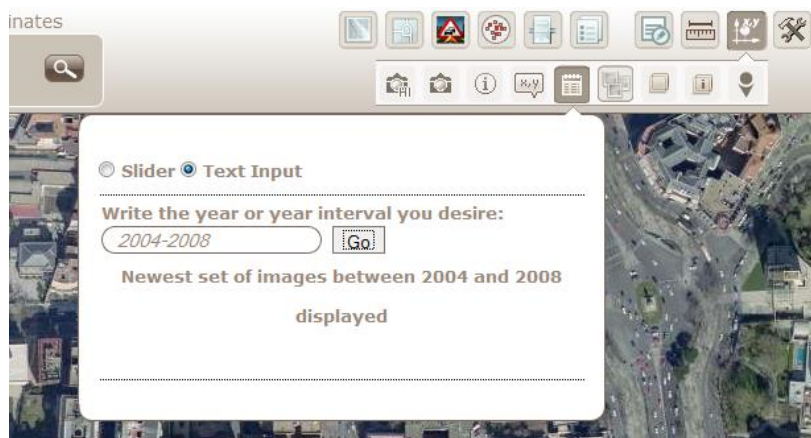 inates
x,y
HI
i
x,y
i
Slider Text Input
Write the year or year interval you desire:
2004-2008 Go
Newest set of images between 2004 and 2008
displayed